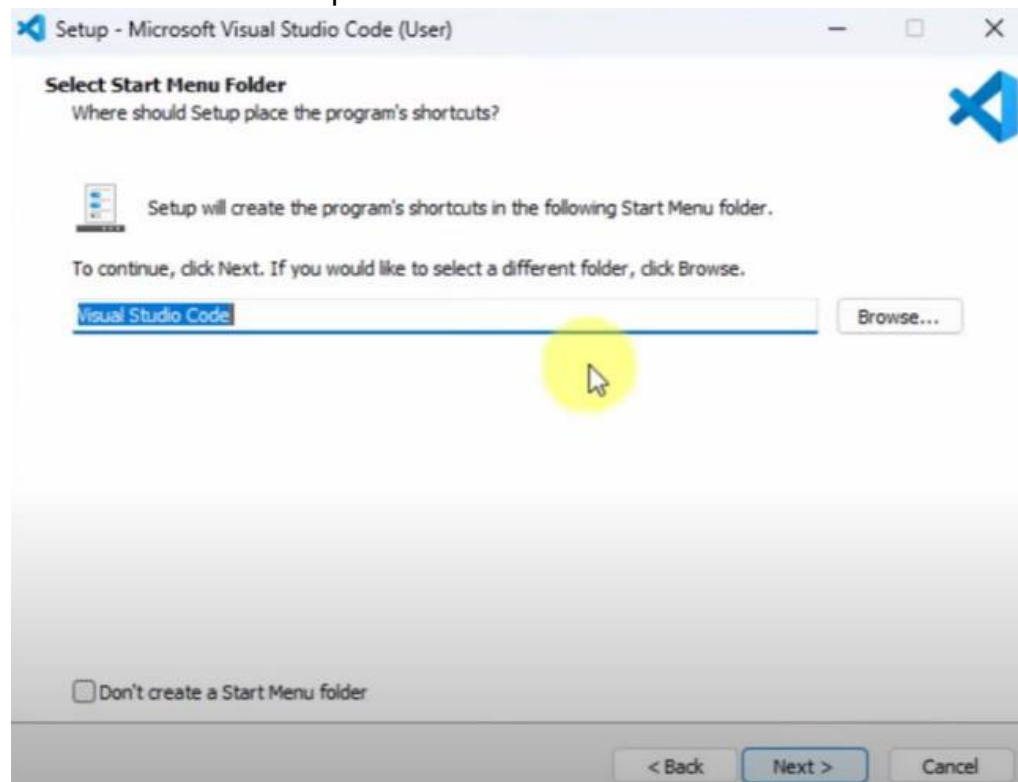 Setup - Microsoft Visual Studio Code (User)
Select Start Menu Folder
Where should Setup place the program's shortcuts?
Setup will create the program's shortcuts in the following Start Menu folder.
To continue, click Next. If you would like to select a different folder, click Browse.
Visual Studio Code
Browse...
Don't create a Start Menu folder
< Back
Next >
Cancel